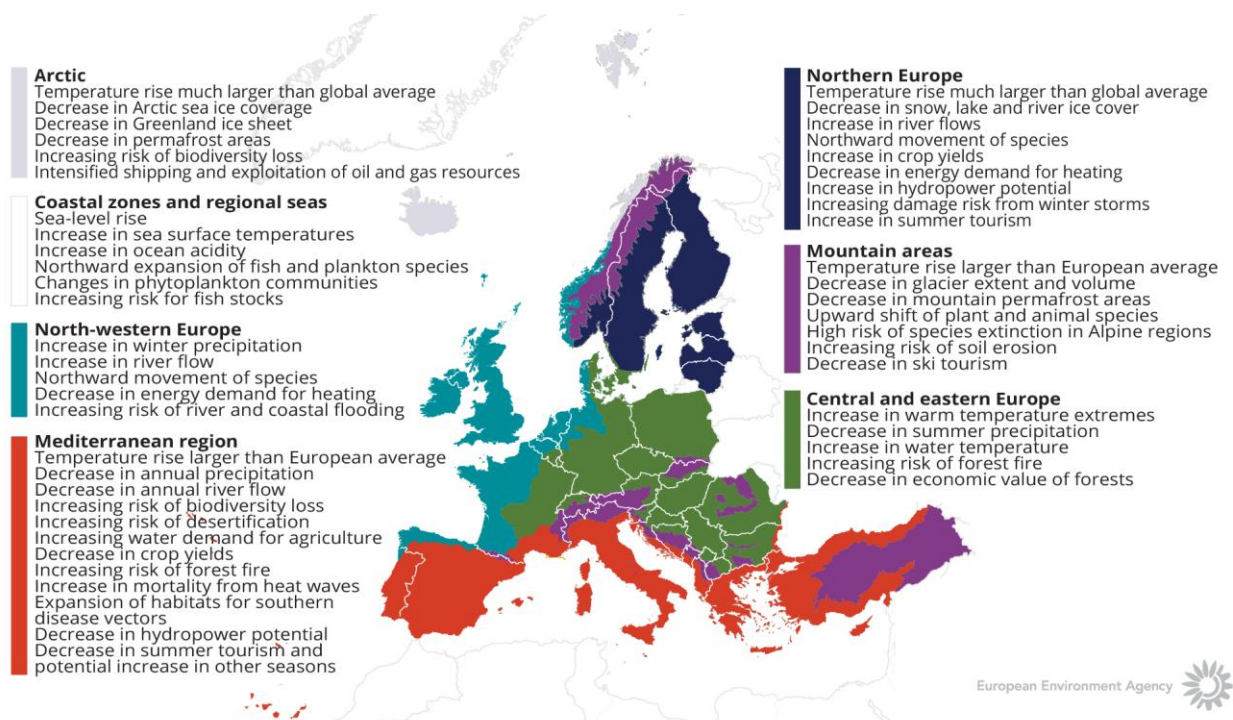 Arctic
Temperature rise much larger than global average
Decrease in Arctic sea ice coverage
Decrease in Greenland ice sheet
Decrease in permafrost areas
Increasing risk of biodiversity loss
Intensified shipping and exploitation of oil and gas resources
Coastal zones and regional seas
Sea-level rise
Increase in sea surface temperatures
Increase in ocean acidity
Northward expansion of fish and plankton species
Changes in phytoplankton communities
Increasing risk for fish stocks
North-western Europe
Increase in winter precipitation
Increase in river flow
Northward movement of species
Decrease in energy demand for heating
Increasing risk of river and coastal flooding
Mediterranean region
Temperature rise larger than European average
Decrease in annual precipitation
Decrease in annual river flow
Increasing risk of biodiversity loss
Increasing risk of desertification
Increasing water demand for agriculture
Decrease in crop yields
Increasing risk of forest fire
Increase in mortality from heat waves
Expansion of habitats for southern
disease vectors
Decrease in hydropower potential
Decrease in summer tourism and
potential increase in other seasons
Northern Europe
Temperature rise much larger than global average
Decrease in snow, lake and river ice cover
Increase in river flows
Northward movement of species
Increase in crop yields
Decrease in energy demand for heating
Increase in hydropower potential
Increasing damage risk from winter storms
Increase in summer tourism
Mountain areas
Temperature rise larger than European average
Decrease in glacier extent and volume
Decrease in mountain permafrost areas
Upward shift of plant and animal species
High risk of species extinction in Alpine regions
Increasing risk of soil erosion
Decrease in ski tourism
Central and eastern Europe
Increase in warm temperature extremes
Decrease in summer precipitation
Increase in water temperature
Increasing risk of forest fire
Decrease in economic value of forests
European Environment Agency